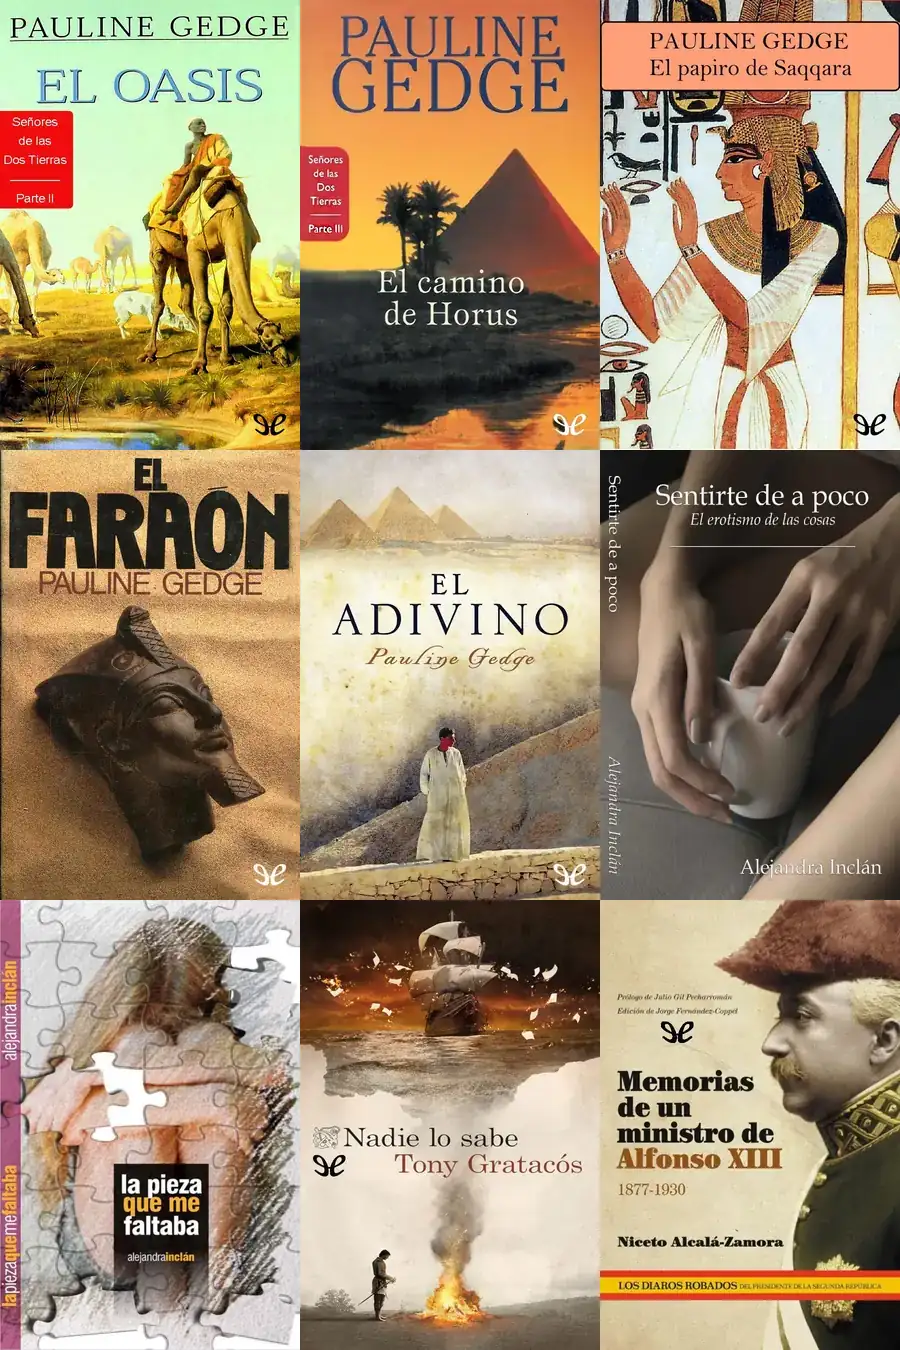 PAULINE GEDGE
EL OASIS
Señores
de las
Dos Tierras
Parte II
PAULINE
GEDGE
Señores
de las
Dos
Tierras
Parte III
El camino
de Horus
PAULINE GEDGE
El papiro de Saqqara
EL
FARAÓN
PAULINE GEDGE
EL
ADIVINO
Pauline Gedge
Sentirte de a poco
Sentirte de a poco
El erotismo de las cosas
Alejandra Inclán
Alejandra Inclán
alejandrainclán
lapiezaquemefaltaba
la pieza
que me
faltaba
alejandrainclán
Nadie lo sabe
Tony Gratacós
Prólogo de Julio Gil Pecharromán
Edición de Jorge Fernández-Coppel
Memorias
de un
ministro de
Alfonso XIII
1877-1930
Niceto Alcalá-Zamora
LOS DIAROS ROBADOS DEL PRESIDENTE DE LA SEGUNDA REPÚBLICA